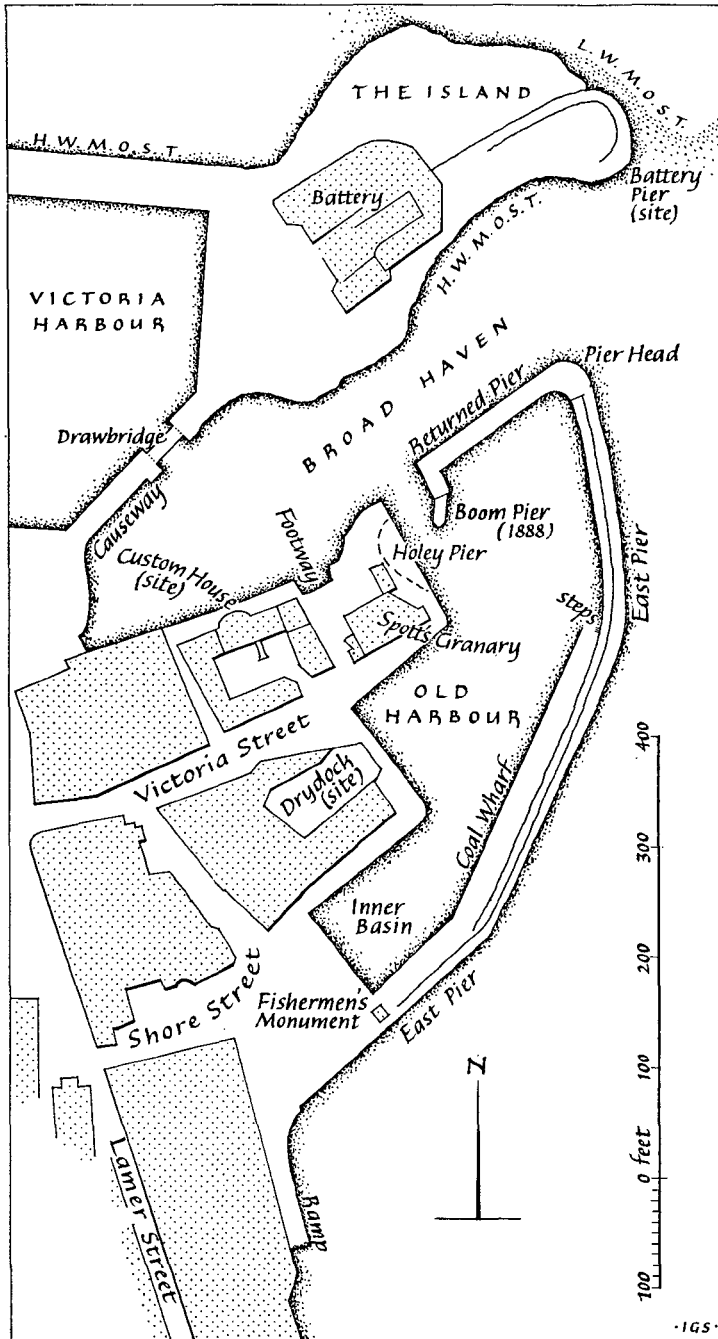 L.W.M.O.S.T.
THE ISLAND
H.W.M.O.S.T.
Battery
Battery
Pier
(site)
H.W.M.O.S.T.
VICTORIA
HARBOUR
BROAD HAVEN
Pier Head
Returned Pier
Drawbridge
Causeway
Boom Pier
(1888)
Footway
Holey Pier
Custom House
(site)
East Pier
steps
Spott's Granary
OLD
HARBOUR
Victoria Street
Drydock
(site)
Coal Wharf
Inner
Basin
Shore Street
Fishermen's
Monument
East Pier
N
Lamer Street
Ramp
400
300
200
100
0 feet
100
·IGS·